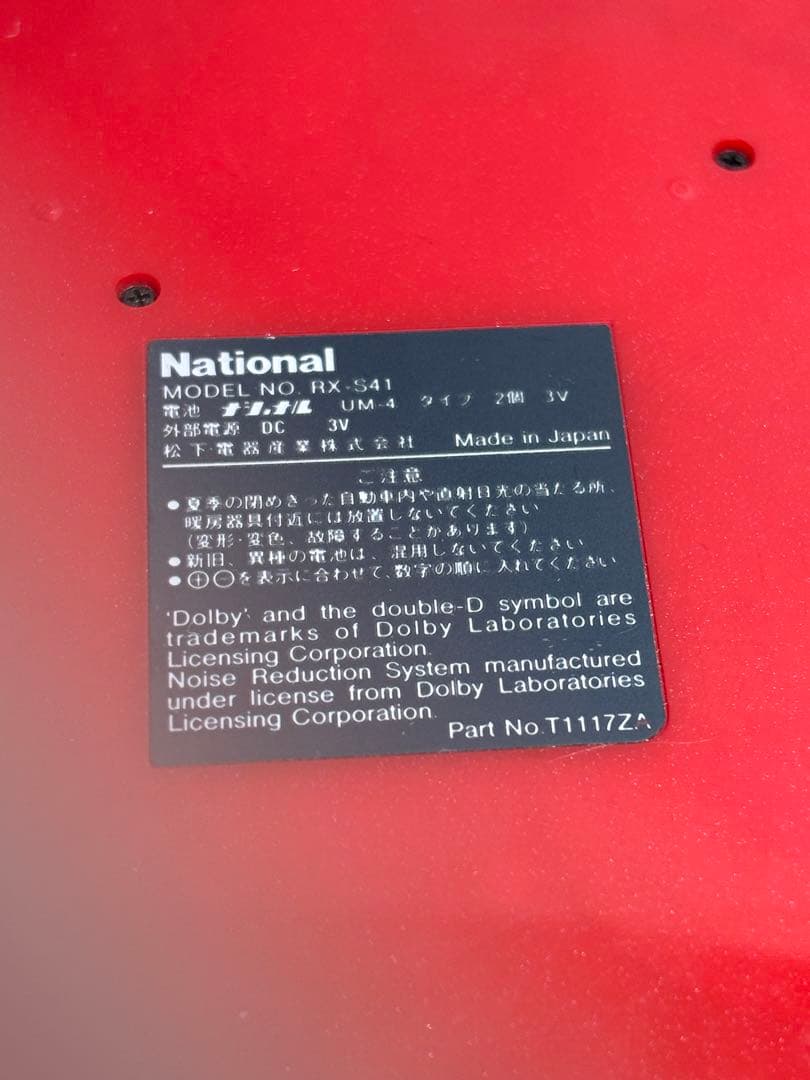 National
MODEL NO. RX-S41
電池 ナショナル UM-4 タイプ 2個 3V
外部電源 DC 3V
松下電器産業株式会社 Made in Japan
ご注意
●夏季の閉めきった自動車内や直射日光の当たる所、
暖房器具付近には放置しないでください
(変形・変色、故障することがあります)
●新旧、異種の電池は、混用しないでください
●⊕⊖を表示に合わせて、数字の順に入れてください
'Dolby' and the double-D symbol are
trademarks of Dolby Laboratories
Licensing Corporation.
Noise Reduction System manufactured
under license from Dolby Laboratories
Licensing Corporation.
Part No.T1117ZA